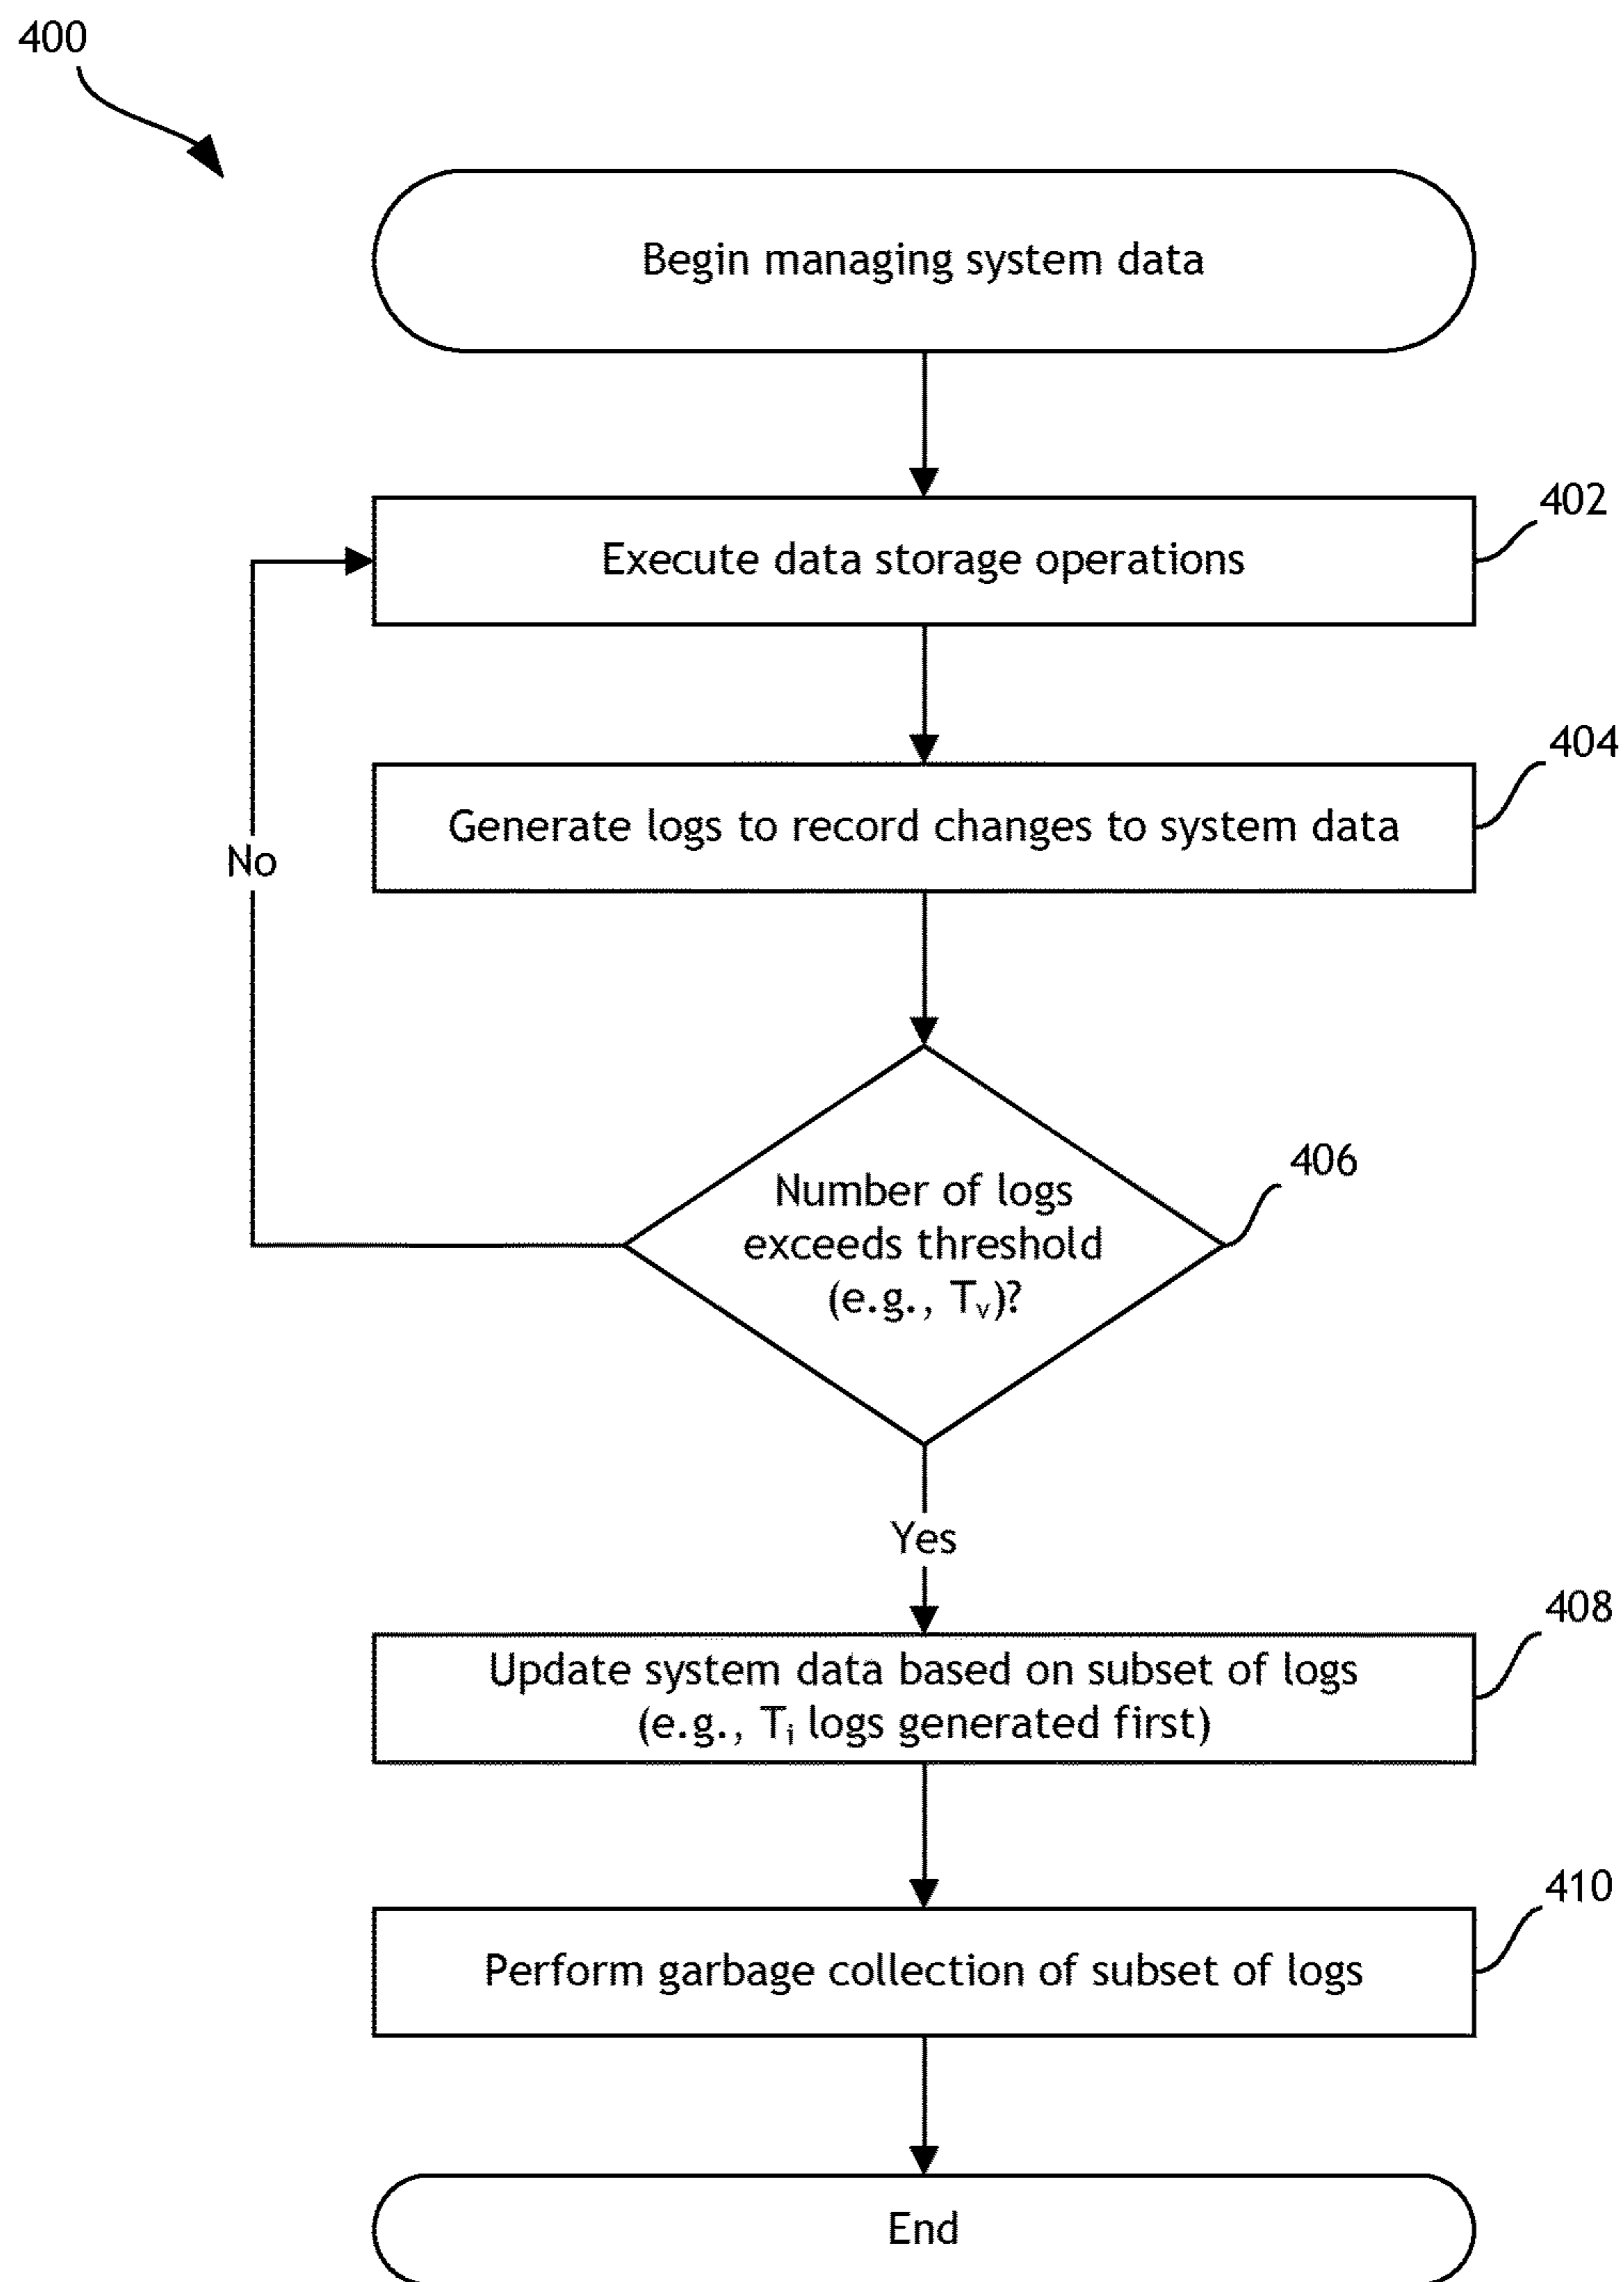 400
Begin managing system data
402
Execute data storage operations
404
Generate logs to record changes to system data
No
406
Number of logs
exceeds threshold
(e.g., Tᵥ)?
Yes
408
Update system data based on subset of logs
(e.g., Tᵢ logs generated first)
410
Perform garbage collection of subset of logs
End